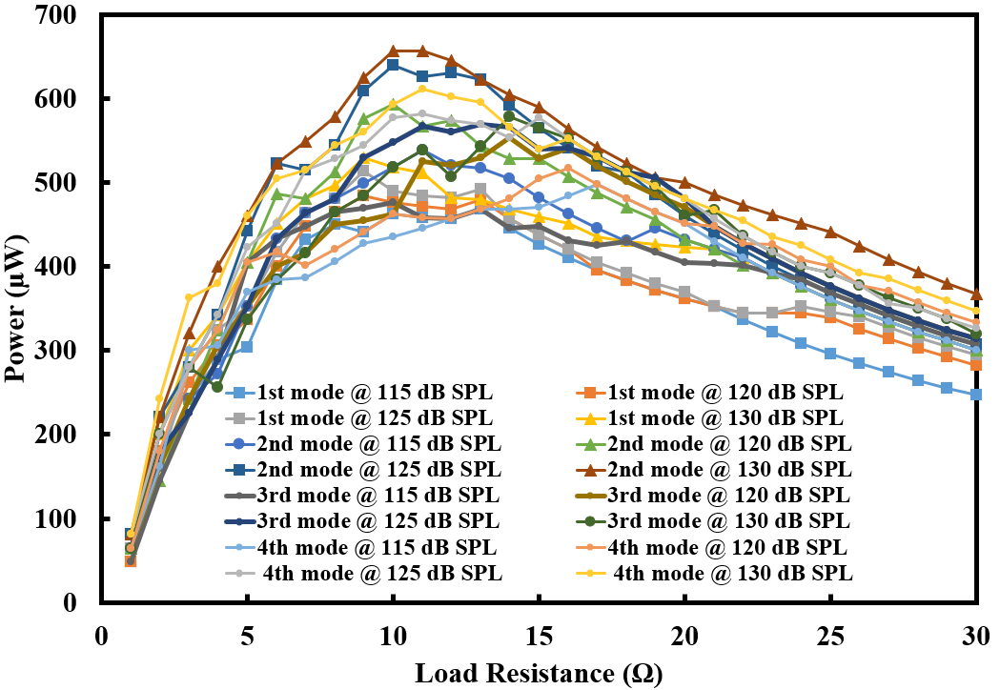 700
600
500
400
300
200
100
0
Power (µW)
1st mode @ 115 dB SPL
1st mode @ 120 dB SPL
1st mode @ 125 dB SPL
1st mode @ 130 dB SPL
2nd mode @ 115 dB SPL
2nd mode @ 120 dB SPL
2nd mode @ 125 dB SPL
2nd mode @ 130 dB SPL
3rd mode @ 115 dB SPL
3rd mode @ 120 dB SPL
3rd mode @ 125 dB SPL
3rd mode @ 130 dB SPL
4th mode @ 115 dB SPL
4th mode @ 120 dB SPL
4th mode @ 125 dB SPL
4th mode @ 130 dB SPL
0 5 10 15 20 25 30
Load Resistance (Ω)